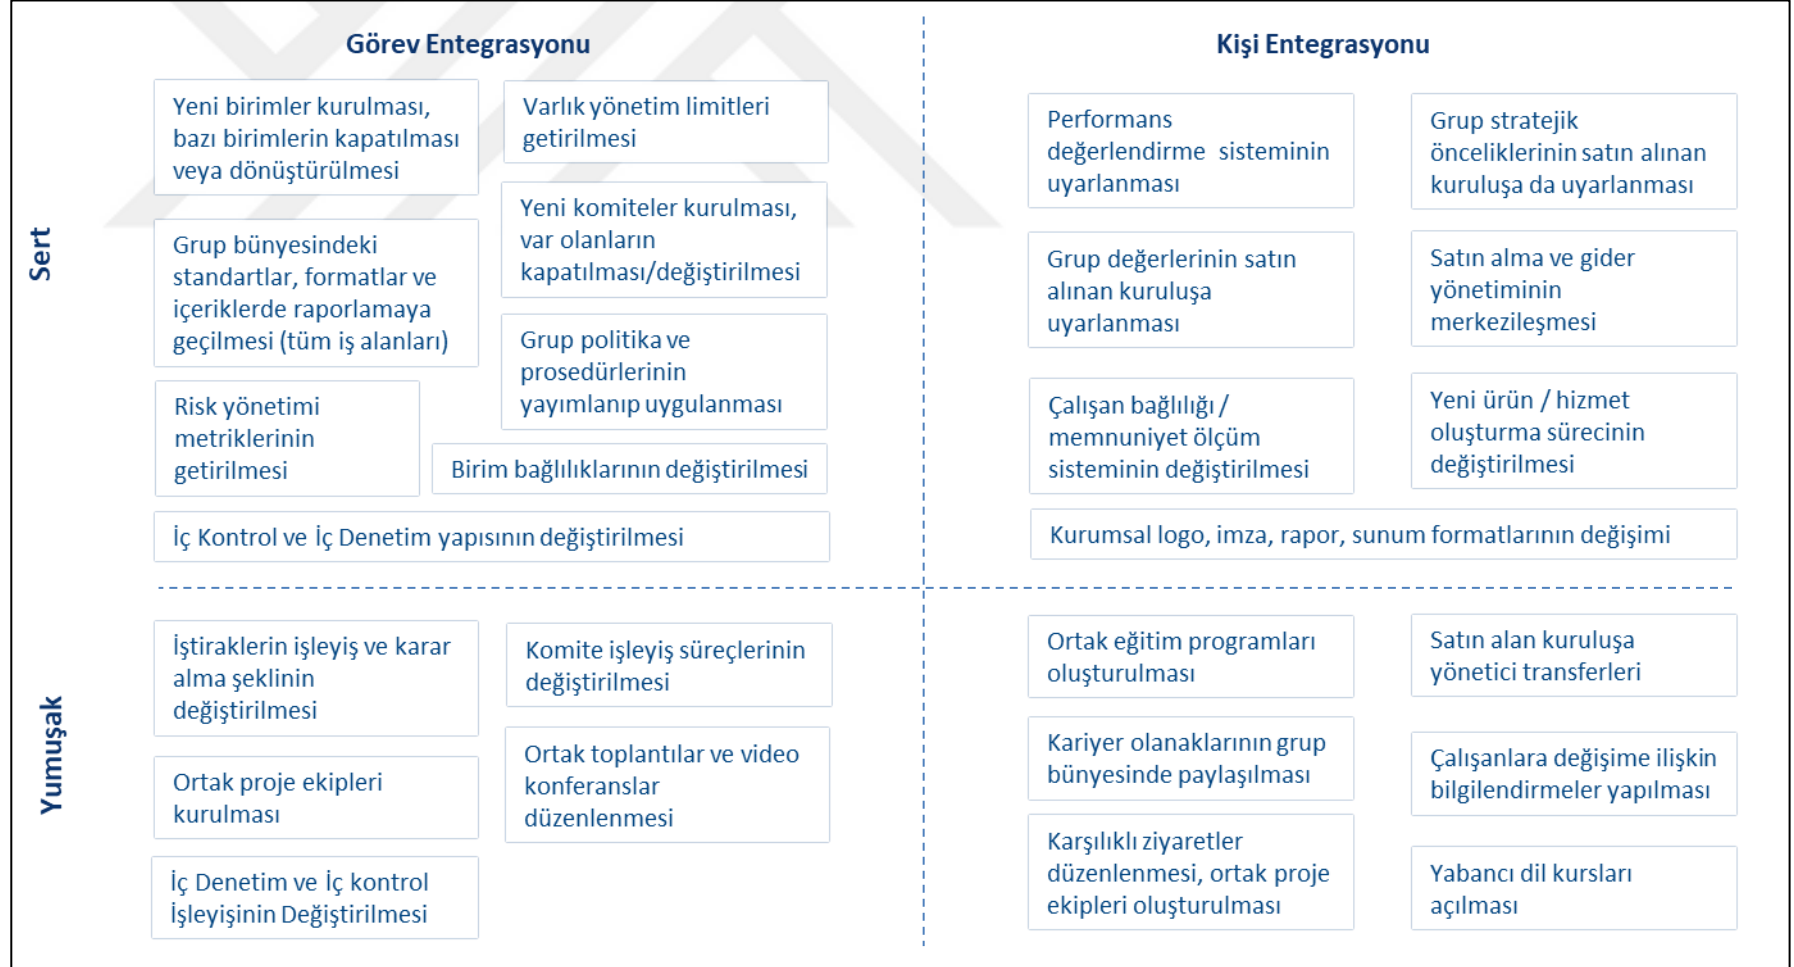 Görev Entegrasyonu
Kişi Entegrasyonu
Sert
Yeni birimler kurulması,
bazı birimlerin kapatılması
veya dönüştürülmesi
Varlık yönetim limitleri
getirilmesi
Grup bünyesindeki
standartlar, formatlar ve
içeriklerde raporlamaya
geçilmesi (tüm iş alanları)
Yeni komiteler kurulması,
var olanların
kapatılması/değiştirilmesi
Grup politika ve
prosedürlerinin
yayımlanıp uygulanması
Risk yönetimi
metriklerinin
getirilmesi
Birim bağlılıklarının değiştirilmesi
İç Kontrol ve İç Denetim yapısının değiştirilmesi
Performans
değerlendirme sisteminin
uyarlanması
Grup stratejik
önceliklerinin satın alınan
kuruluşa da uyarlanması
Grup değerlerinin satın
alınan kuruluşa
uyarlanması
Satın alma ve gider
yönetiminin
merkezileşmesi
Çalışan bağlılığı /
memnuniyet ölçüm
sisteminin değiştirilmesi
Yeni ürün / hizmet
oluşturma sürecinin
değiştirilmesi
Kurumsal logo, imza, rapor, sunum formatlarının değişimi
Yumuşak
İştiraklerin işleyiş ve karar
alma şeklinin
değiştirilmesi
Komite işleyiş süreçlerinin
değiştirilmesi
Ortak proje ekipleri
kurulması
Ortak toplantılar ve video
konferanslar
düzenlenmesi
İç Denetim ve İç kontrol
İşleyişinin Değiştirilmesi
Ortak eğitim programları
oluşturulması
Satın alan kuruluşa
yönetici transferleri
Kariyer olanaklarının grup
bünyesinde paylaşılması
Çalışanlara değişime ilişkin
bilgilendirmeler yapılması
Karşılıklı ziyaretler
düzenlenmesi, ortak proje
ekipleri oluşturulması
Yabancı dil kursları
açılması